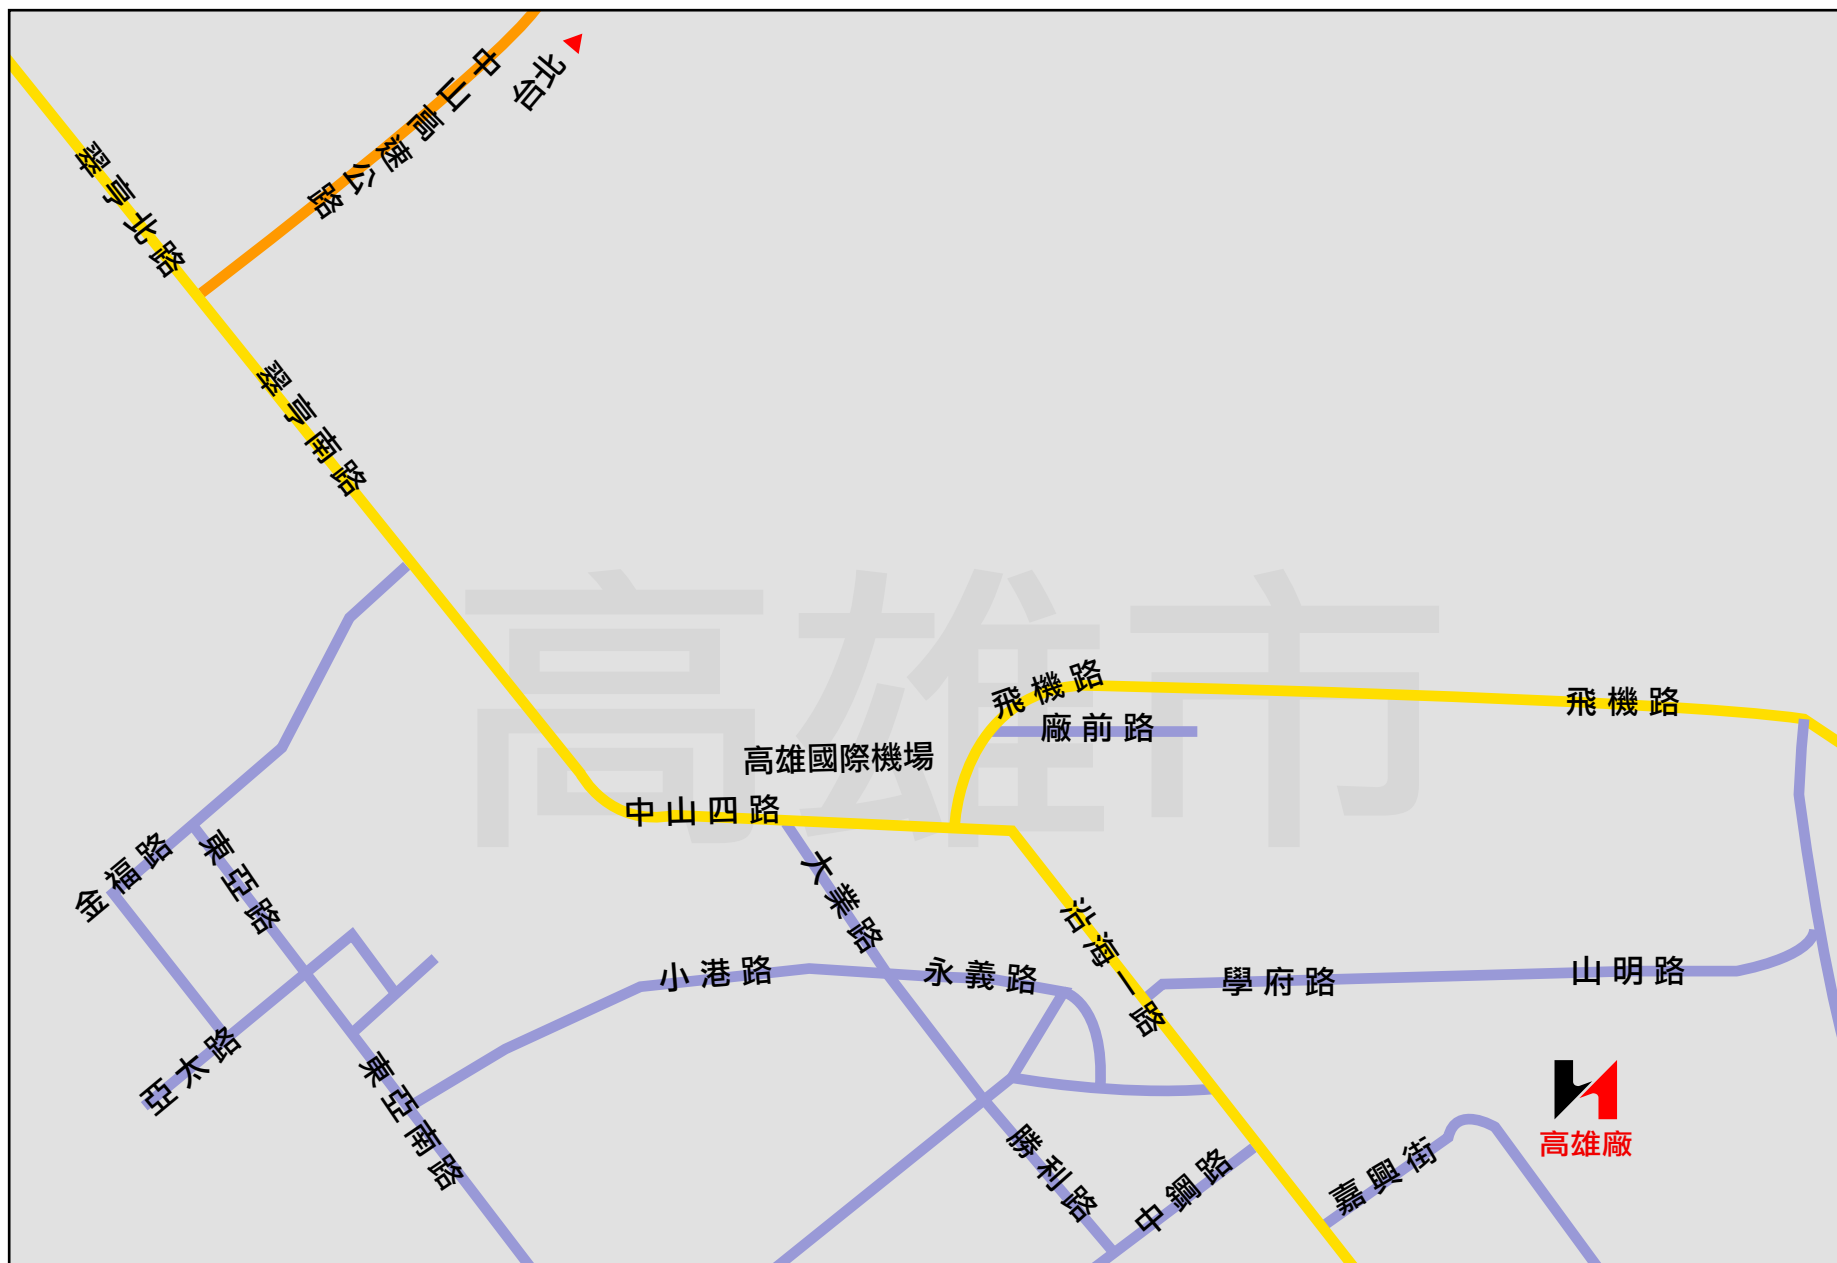 中山高速公路
台北
翠亨北路
翠亨南路
高雄市
飛機路
飛機路
廠前路
高雄國際機場
中山四路
金福路
東亞路
大業路
沿海一路
小港路
永義路
學府路
山明路
亞太路
東亞南路
勝利路
中鋼路
嘉興街
高雄廠